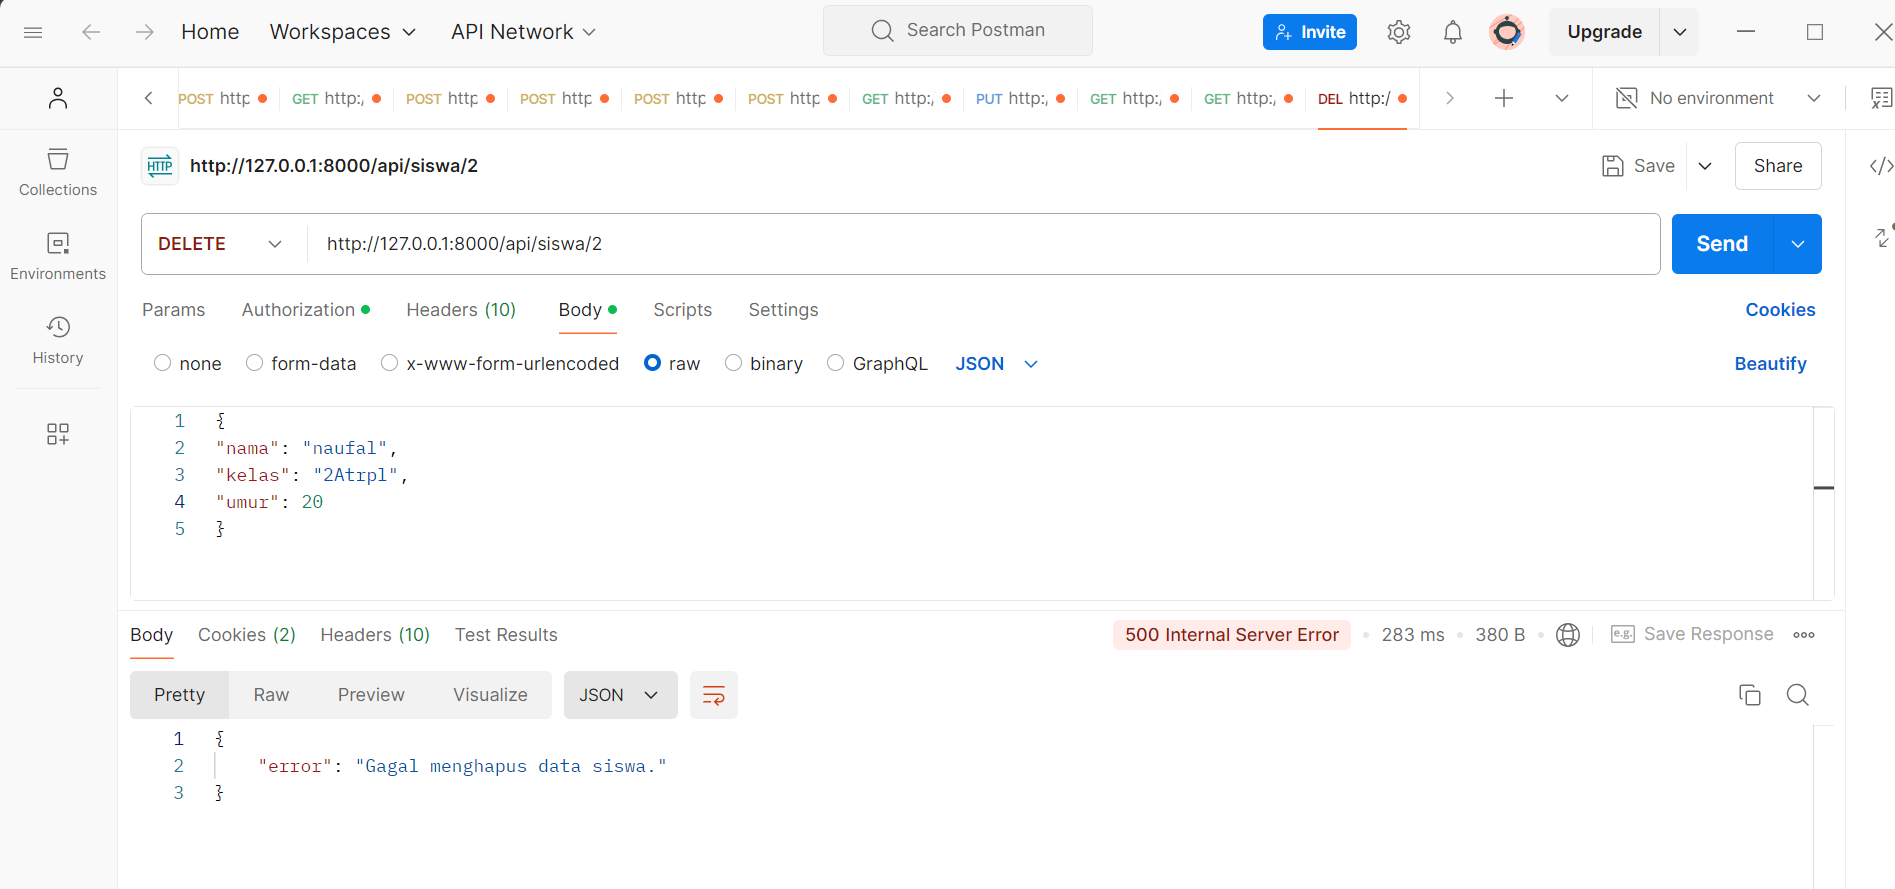 Home Workspaces API Network Search Postman Invite Upgrade
POST http GET http:/ POST http POST http POST http POST http GET http:/ PUT http:/ GET http:/ GET http:/ DEL http:/ No environment
HTTP http://127.0.0.1:8000/api/siswa/2 Save Share
Collections
DELETE http://127.0.0.1:8000/api/siswa/2 Send
Environments
Params Authorization Headers (10) Body Scripts Settings Cookies
History
none form-data x-www-form-urlencoded raw binary GraphQL JSON Beautify
1 {
2 "nama": "naufal",
3 "kelas": "2Atrpl",
4 "umur": 20
5 }
Body Cookies (2) Headers (10) Test Results 500 Internal Server Error 283 ms 380 B e.g. Save Response
Pretty Raw Preview Visualize JSON
1 {
2 "error": "Gagal menghapus data siswa."
3 }